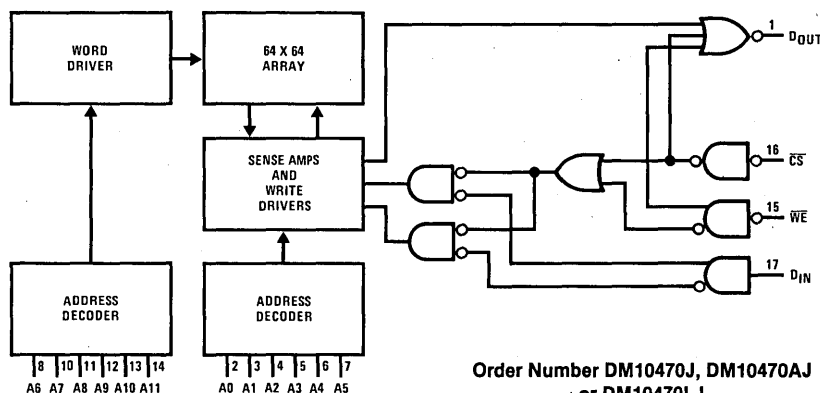 WORD
DRIVER
64 X 64
ARRAY
1
DOUT
SENSE AMPS
AND
WRITE
DRIVERS
16
CS
15
WE
17
DIN
ADDRESS
DECODER
ADDRESS
DECODER
8 10 11 12 13 14
A6 A7 A8 A9 A10 A11
2 3 4 5 6 7
A0 A1 A2 A3 A4 A5
Order Number DM10470J, DM10470AJ